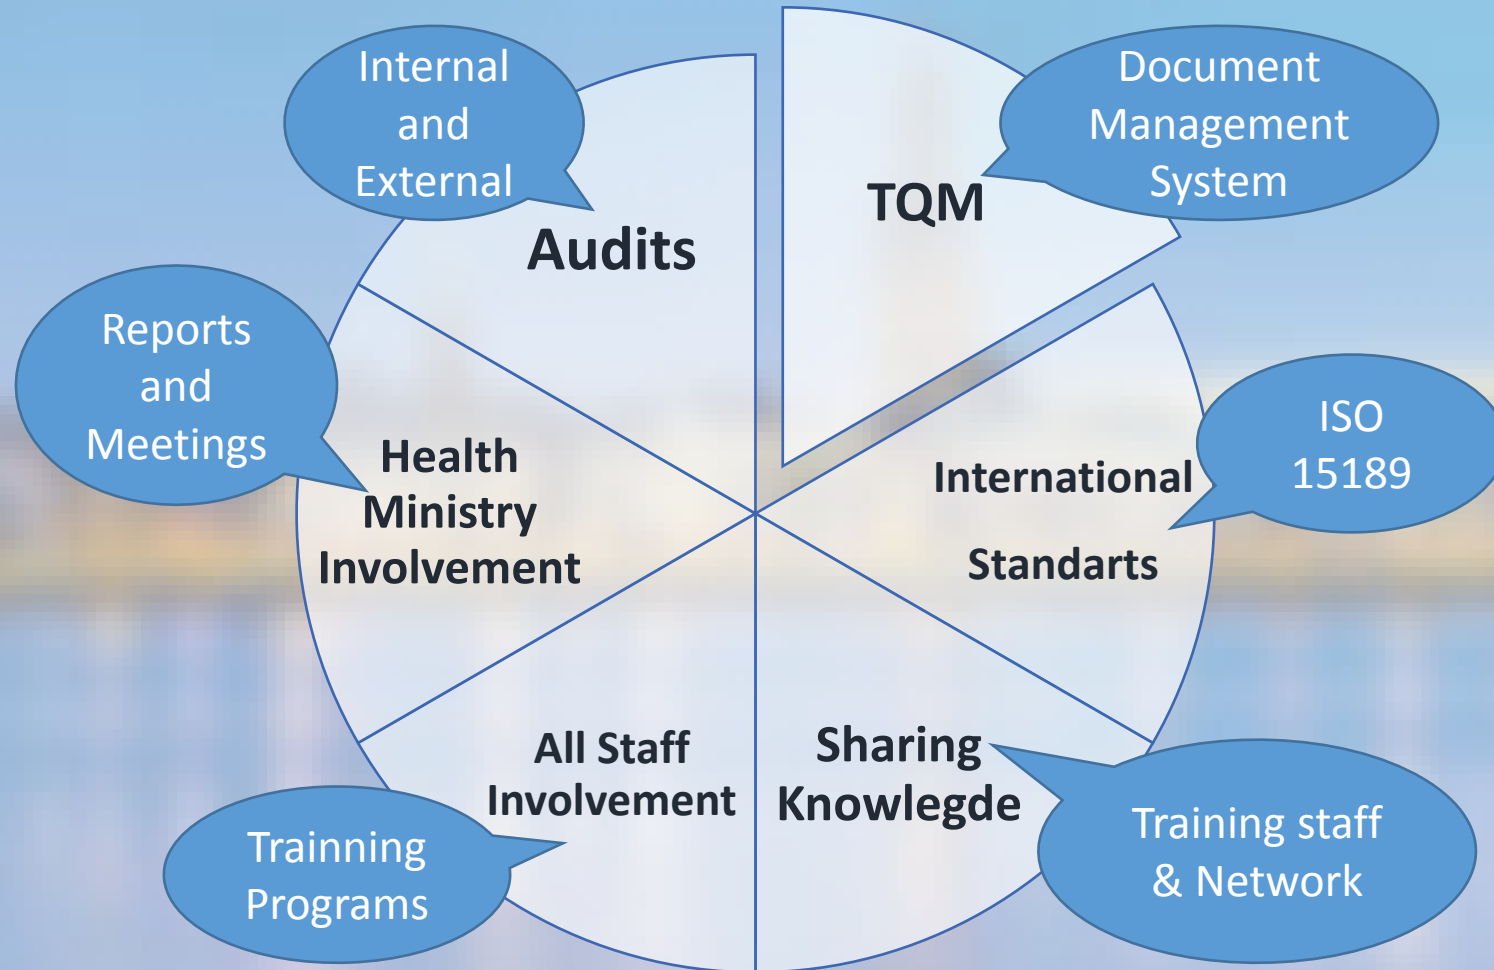 Internal
and
External
Audits
Document
Management
System
TQM
Reports
and
Meetings
Health
Ministry
Involvement
ISO
15189
International
Standarts
All Staff
Involvement
Trainning
Programs
Sharing
Knowlegde
Training staff
& Network